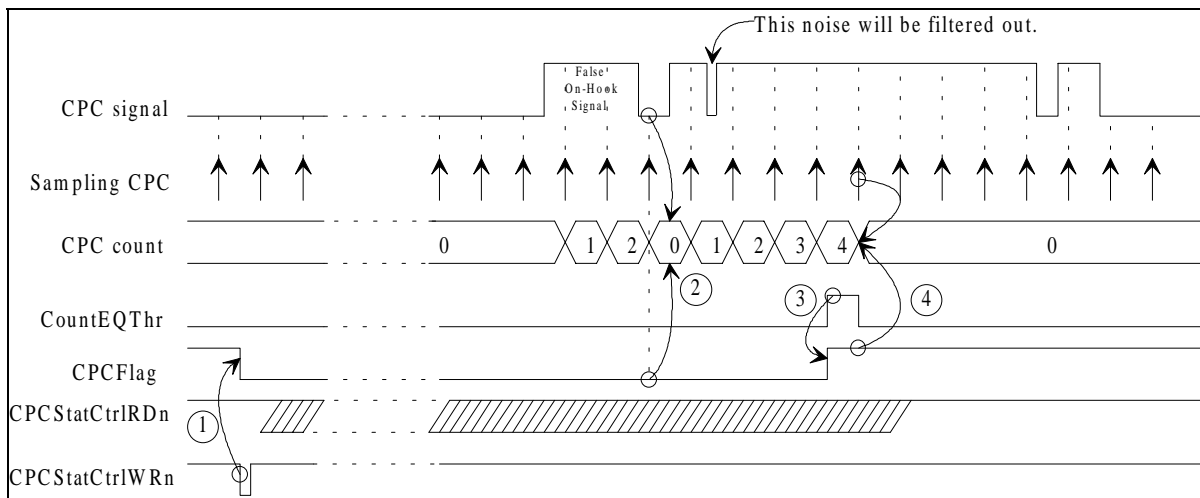 This noise will be filtered out.
False
On-Hook
Signal
CPC signal
Sampling CPC
CPC count
0
1
2
0
1
2
3
4
0
2
3
4
CountEQThr
CPCFlag
CPCStatCtrlRDn
1
CPCStatCtrlWRn